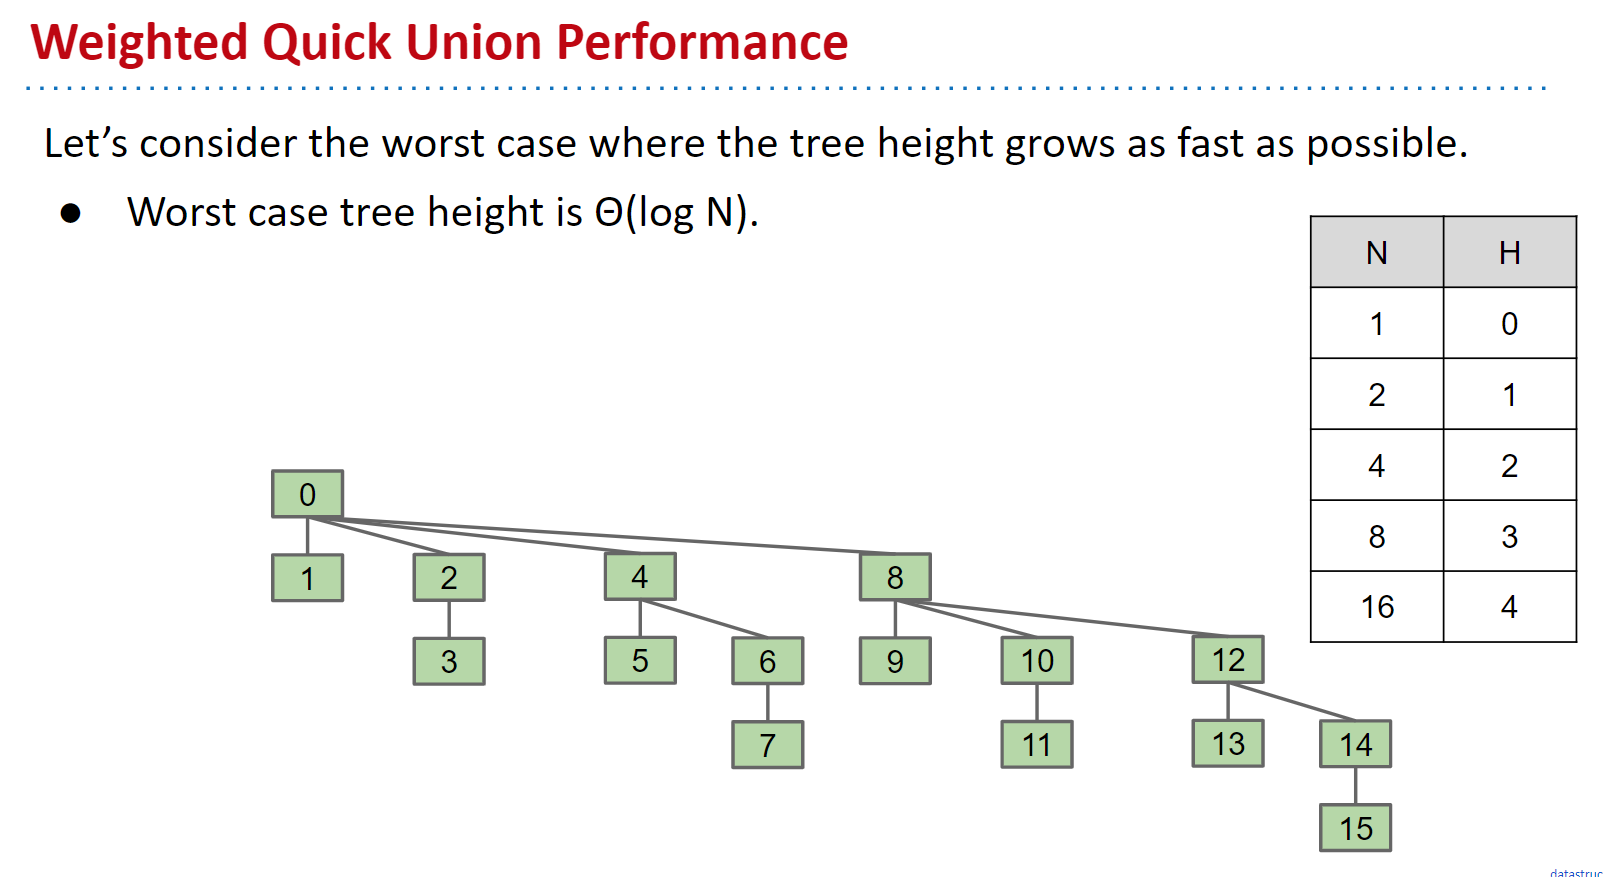 Weighted Quick Union Performance
Let’s consider the worst case where the tree height grows as fast as possible.
● Worst case tree height is Θ(log N).
N H
1 0
2 1
4 2
8 3
16 4
0
1 2 4 8
3 5 6 9 10 12
7 11 13 14
15
datastruc